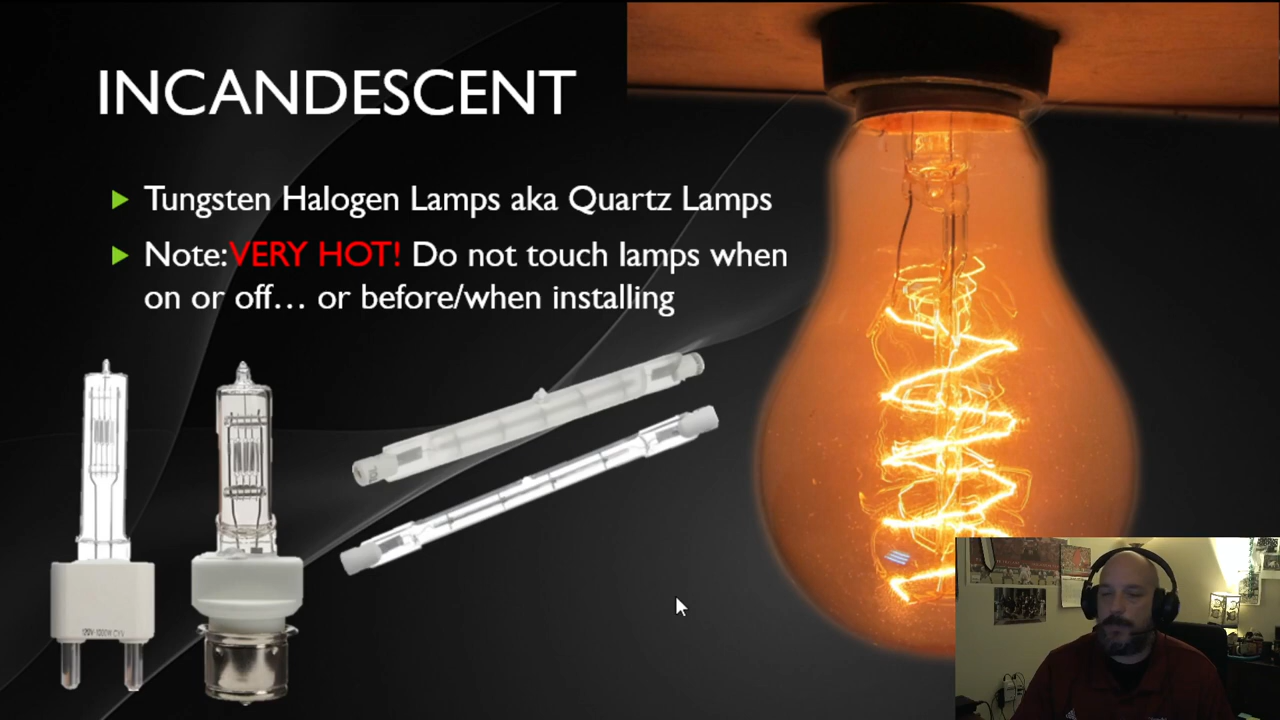 INCANDESCENT
Tungsten Halogen Lamps aka Quartz Lamps
Note: VERY HOT! Do not touch lamps when
on or off… or before/when installing